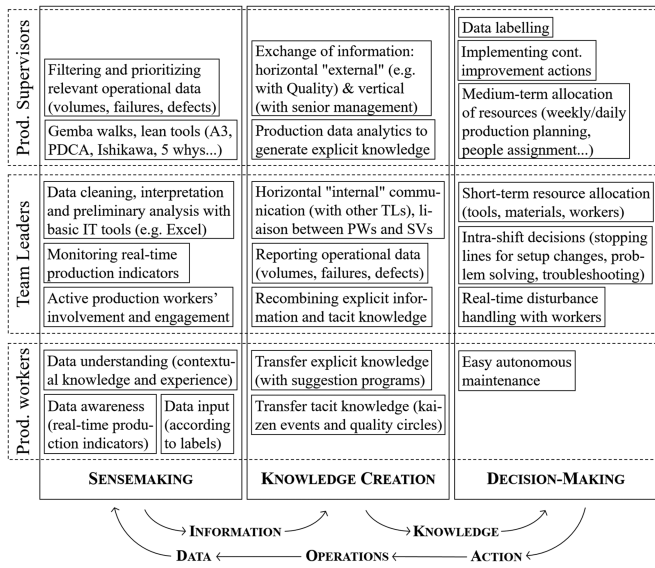 Prod. Supervisors
Filtering and prioritizing
relevant operational data
(volumes, failures, defects)
Gemba walks, lean tools (A3,
PDCA, Ishikawa, 5 whys...)
Exchange of information:
horizontal "external" (e.g.
with Quality) & vertical
(with senior management)
Production data analytics to
generate explicit knowledge
Data labelling
Implementing cont.
improvement actions
Medium-term allocation
of resources (weekly/daily
production planning,
people assignment...)
Team Leaders
Data cleaning, interpretation
and preliminary analysis with
basic IT tools (e.g. Excel)
Monitoring real-time
production indicators
Active production workers'
involvement and engagement
Horizontal "internal" commu-
nication (with other TLs), li-
aison between PWs and SVs
Reporting operational data
(volumes, failures, defects)
Recombining explicit infor-
mation and tacit knowledge
Short-term resource allocation
(tools, materials, workers)
Intra-shift decisions (stopping
lines for setup changes, prob-
lem solving, troubleshooting)
Real-time disturbance
handling with workers
Prod. workers
Data understanding (context-
ual knowledge and experience)
Data awareness
(real-time produ-
ction indicators)
Data input
(according
to labels)
Transfer explicit knowledge
(with suggestion programs)
Transfer tacit knowledge (kai-
zen events and quality circles)
Easy autonomous
maintenance
SENSEMAKING
KNOWLEDGE CREATION
DECISION-MAKING
INFORMATION
KNOWLEDGE
DATA
OPERATIONS
ACTION